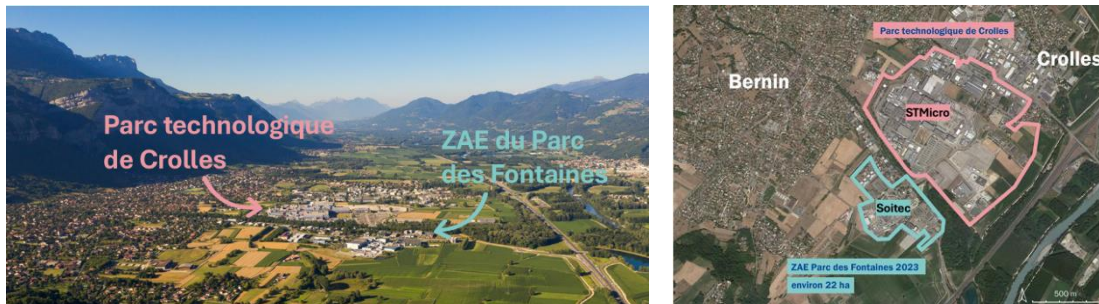 Parc technologique
de Crolles
ZAE du Parc
des Fontaines
Parc technologique de Crolles
Crolles
Bernin
STMicro
Soitec
ZAE Parc des Fontaines 2023
environ 22 ha
500 m